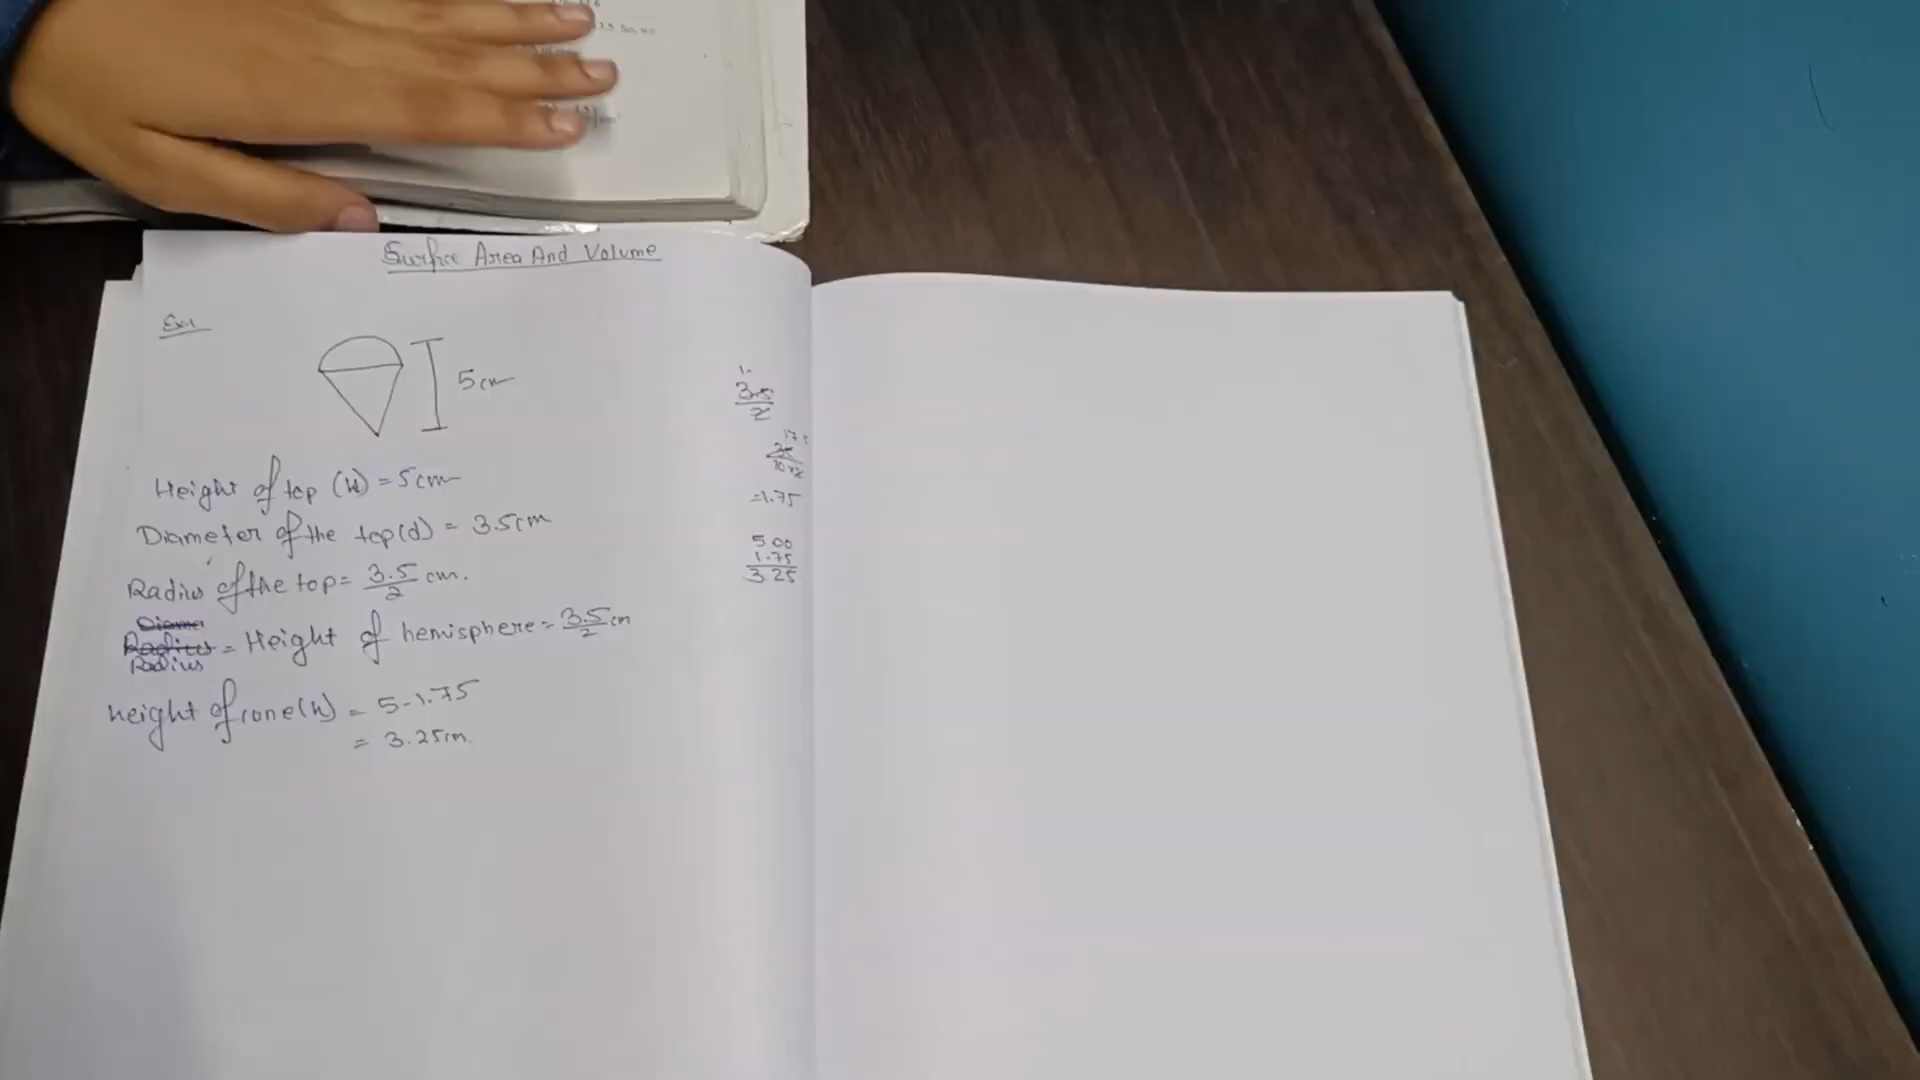 Surface Area And Volume
Ex-1
5cm
Height of top (h) = 5cm
Diameter of the top(d) = 3.5cm
Radius of the top = 3.5/2 cm.
Radius = Height of hemisphere = 3.5/2 cm
height of cone(h) = 5-1.75
= 3.25cm.
3.5
2
=1.75
5 00
1.75
3 25